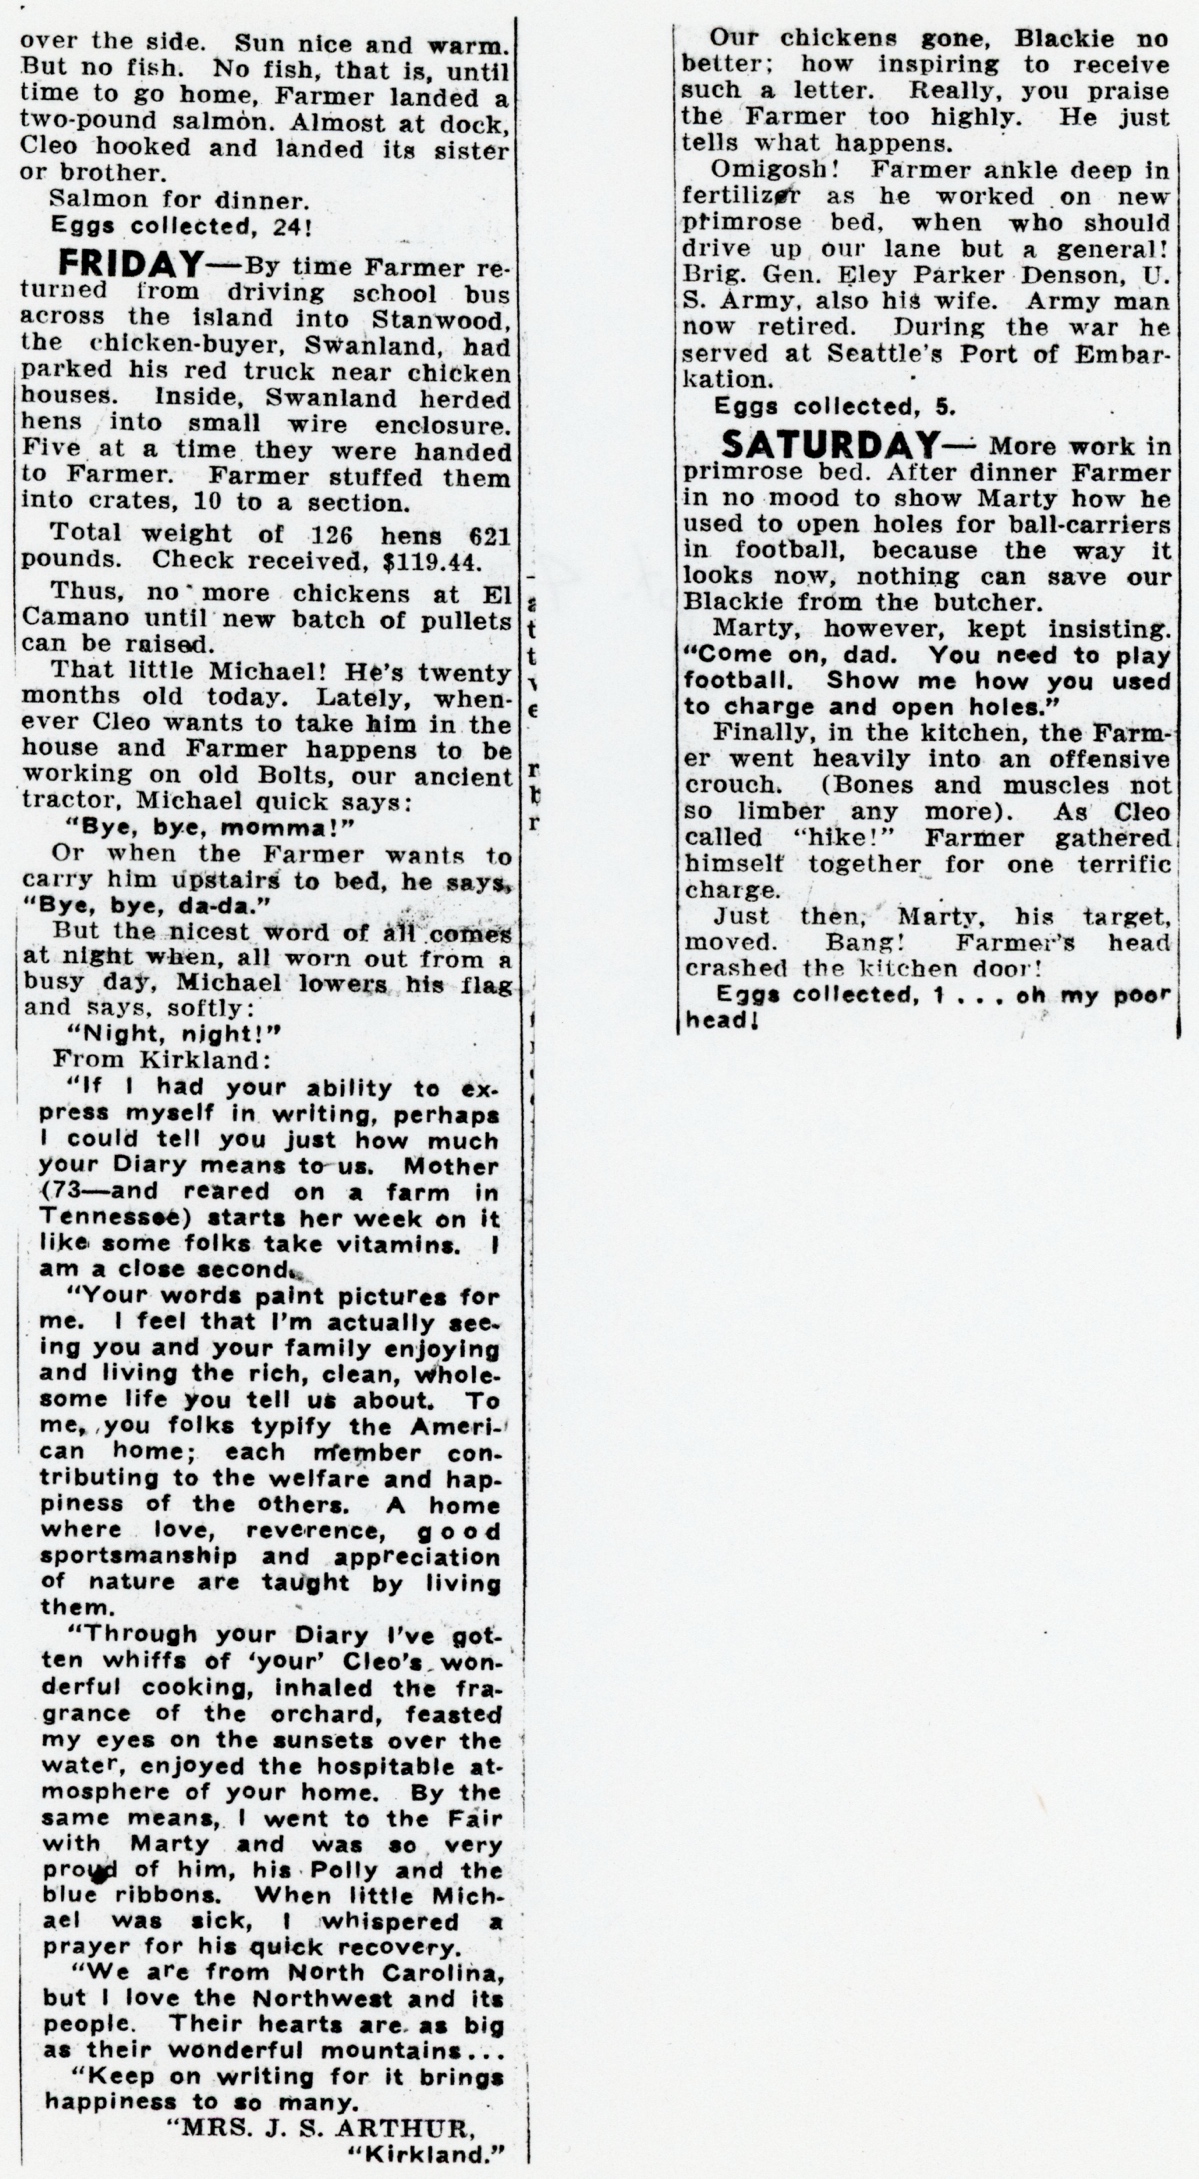 over the side. Sun nice and warm.
But no fish. No fish, that is, until
time to go home, Farmer landed a
two-pound salmon. Almost at dock,
Cleo hooked and landed its sister
or brother.
Salmon for dinner.
Eggs collected, 24!
FRIDAY—By time Farmer re-
turned from driving school bus
across the island into Stanwood,
the chicken-buyer, Swanland, had
parked his red truck near chicken
houses. Inside, Swanland herded
hens into small wire enclosure.
Five at a time they were handed
to Farmer. Farmer stuffed them
into crates, 10 to a section.
Total weight of 126 hens 621
pounds. Check received, $119.44.
Thus, no more chickens at El
Camano until new batch of pullets
can be raised.
That little Michael! He's twenty
months old today. Lately, when-
ever Cleo wants to take him in the
house and Farmer happens to be
working on old Bolts, our ancient
tractor, Michael quick says:
"Bye, bye, momma!"
Or when the Farmer wants to
carry him upstairs to bed, he says,
"Bye, bye, da-da."
But the nicest word of all comes
at night when, all worn out from a
busy day, Michael lowers his flag
and says, softly:
"Night, night!"
From Kirkland:
"If I had your ability to ex-
press myself in writing, perhaps
I could tell you just how much
your Diary means to us. Mother
(73—and reared on a farm in
Tennessee) starts her week on it
like some folks take vitamins. I
am a close second.
"Your words paint pictures for
me. I feel that I'm actually see-
ing you and your family enjoying
and living the rich, clean, whole-
some life you tell us about. To
me, you folks typify the Ameri-
can home; each member con-
tributing to the welfare and hap-
piness of the others. A home
where love, reverence, good
sportsmanship and appreciation
of nature are taught by living
them.
"Through your Diary I've got-
ten whiffs of 'your' Cleo's won-
derful cooking, inhaled the fra-
grance of the orchard, feasted
my eyes on the sunsets over the
water, enjoyed the hospitable at-
mosphere of your home. By the
same means, I went to the Fair
with Marty and was so very
proud of him, his Polly and the
blue ribbons. When little Mich-
ael was sick, I whispered a
prayer for his quick recovery.
"We are from North Carolina,
but I love the Northwest and its
people. Their hearts are as big
as their wonderful mountains...
"Keep on writing for it brings
happiness to so many.
"MRS. J. S. ARTHUR,
"Kirkland."
Our chickens gone, Blackie no
better; how inspiring to receive
such a letter. Really, you praise
the Farmer too highly. He just
tells what happens.
Omigosh! Farmer ankle deep in
fertilizer as he worked on new
primrose bed, when who should
drive up our lane but a general!
Brig. Gen. Eley Parker Denson, U.
S. Army, also his wife. Army man
now retired. During the war he
served at Seattle's Port of Embar-
kation.
Eggs collected, 5.
SATURDAY— More work in
primrose bed. After dinner Farmer
in no mood to show Marty how he
used to open holes for ball-carriers
in football, because the way it
looks now, nothing can save our
Blackie from the butcher.
Marty, however, kept insisting.
"Come on, dad. You need to play
football. Show me how you used
to charge and open holes."
Finally, in the kitchen, the Farm-
er went heavily into an offensive
crouch. (Bones and muscles not
so limber any more). As Cleo
called "hike!" Farmer gathered
himself together for one terrific
charge.
Just then, Marty, his target,
moved. Bang! Farmer's head
crashed the kitchen door!
Eggs collected, 1 . . . oh my poor
head!